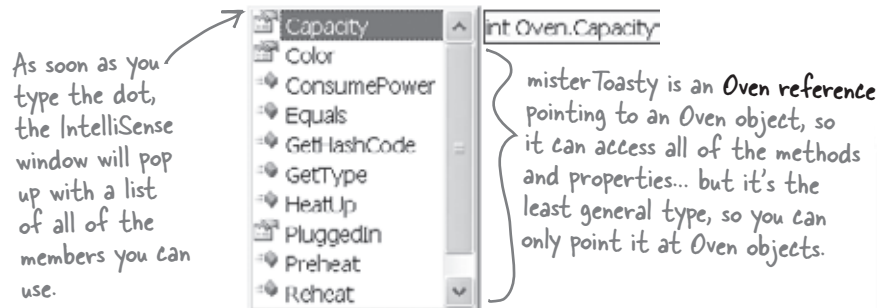 As soon as you
type the dot,
the IntelliSense
window will pop
up with a list
of all of the
members you can
use.
Capacity
Color
ConsumePower
Equals
GetHashCode
GetType
HeatUp
PluggedIn
Preheat
Reheat
int Oven.Capacity
misterToasty is an Oven reference
pointing to an Oven object, so
it can access all of the methods
and properties... but it's the
least general type, so you can
only point it at Oven objects.